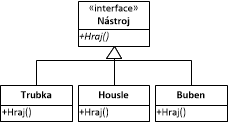 «interface»
Nástroj
+Hraj()
Trubka
+Hraj()
Housle
+Hraj()
Buben
+Hraj()